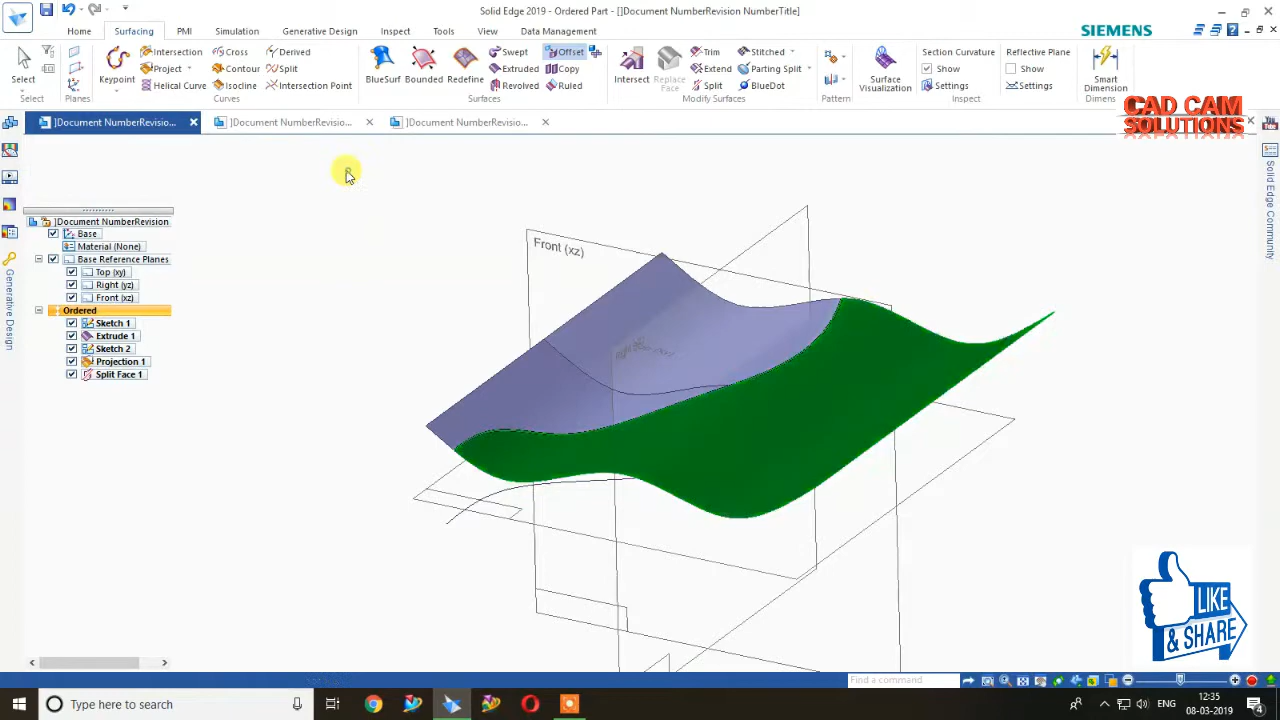 Solid Edge 2019 - Ordered Part - []Document NumberRevision NumberTitle]
Home Surfacing PMI Simulation Generative Design Inspect Tools View Data Management
SIEMENS
Select
Select
Planes
Keypoint
Intersection
Project
Helical Curve
Cross
Contour
Isocline
Derived
Split
Intersection Point
Curves
BlueSurf
Bounded
Redefine
Swept
Extruded
Revolved
Offset
Copy
Ruled
Surfaces
Intersect
Replace
Face
Trim
Extend
Split
Stitched
Parting Split
BlueDot
Modify Surfaces
Pattern
Surface
Visualization
Section Curvature
Show
Settings
Inspect
Reflective Plane
Show
Settings
Smart
Dimension
Dimens
CAD CAM
SOLUTIONS
You
Tube
]Document NumberRevisio...
]Document NumberRevisio...
]Document NumberRevisio...
Solid Edge Community
Generative Design
]Document NumberRevision
Base
Material (None)
Base Reference Planes
Top (xy)
Right (yz)
Front (xz)
Ordered
Sketch 1
Extrude 1
Sketch 2
Projection 1
Split Face 1
Front (xz)
LIKE
& SHARE
Find a command
Type here to search
ENG
12:35
08-03-2019
4